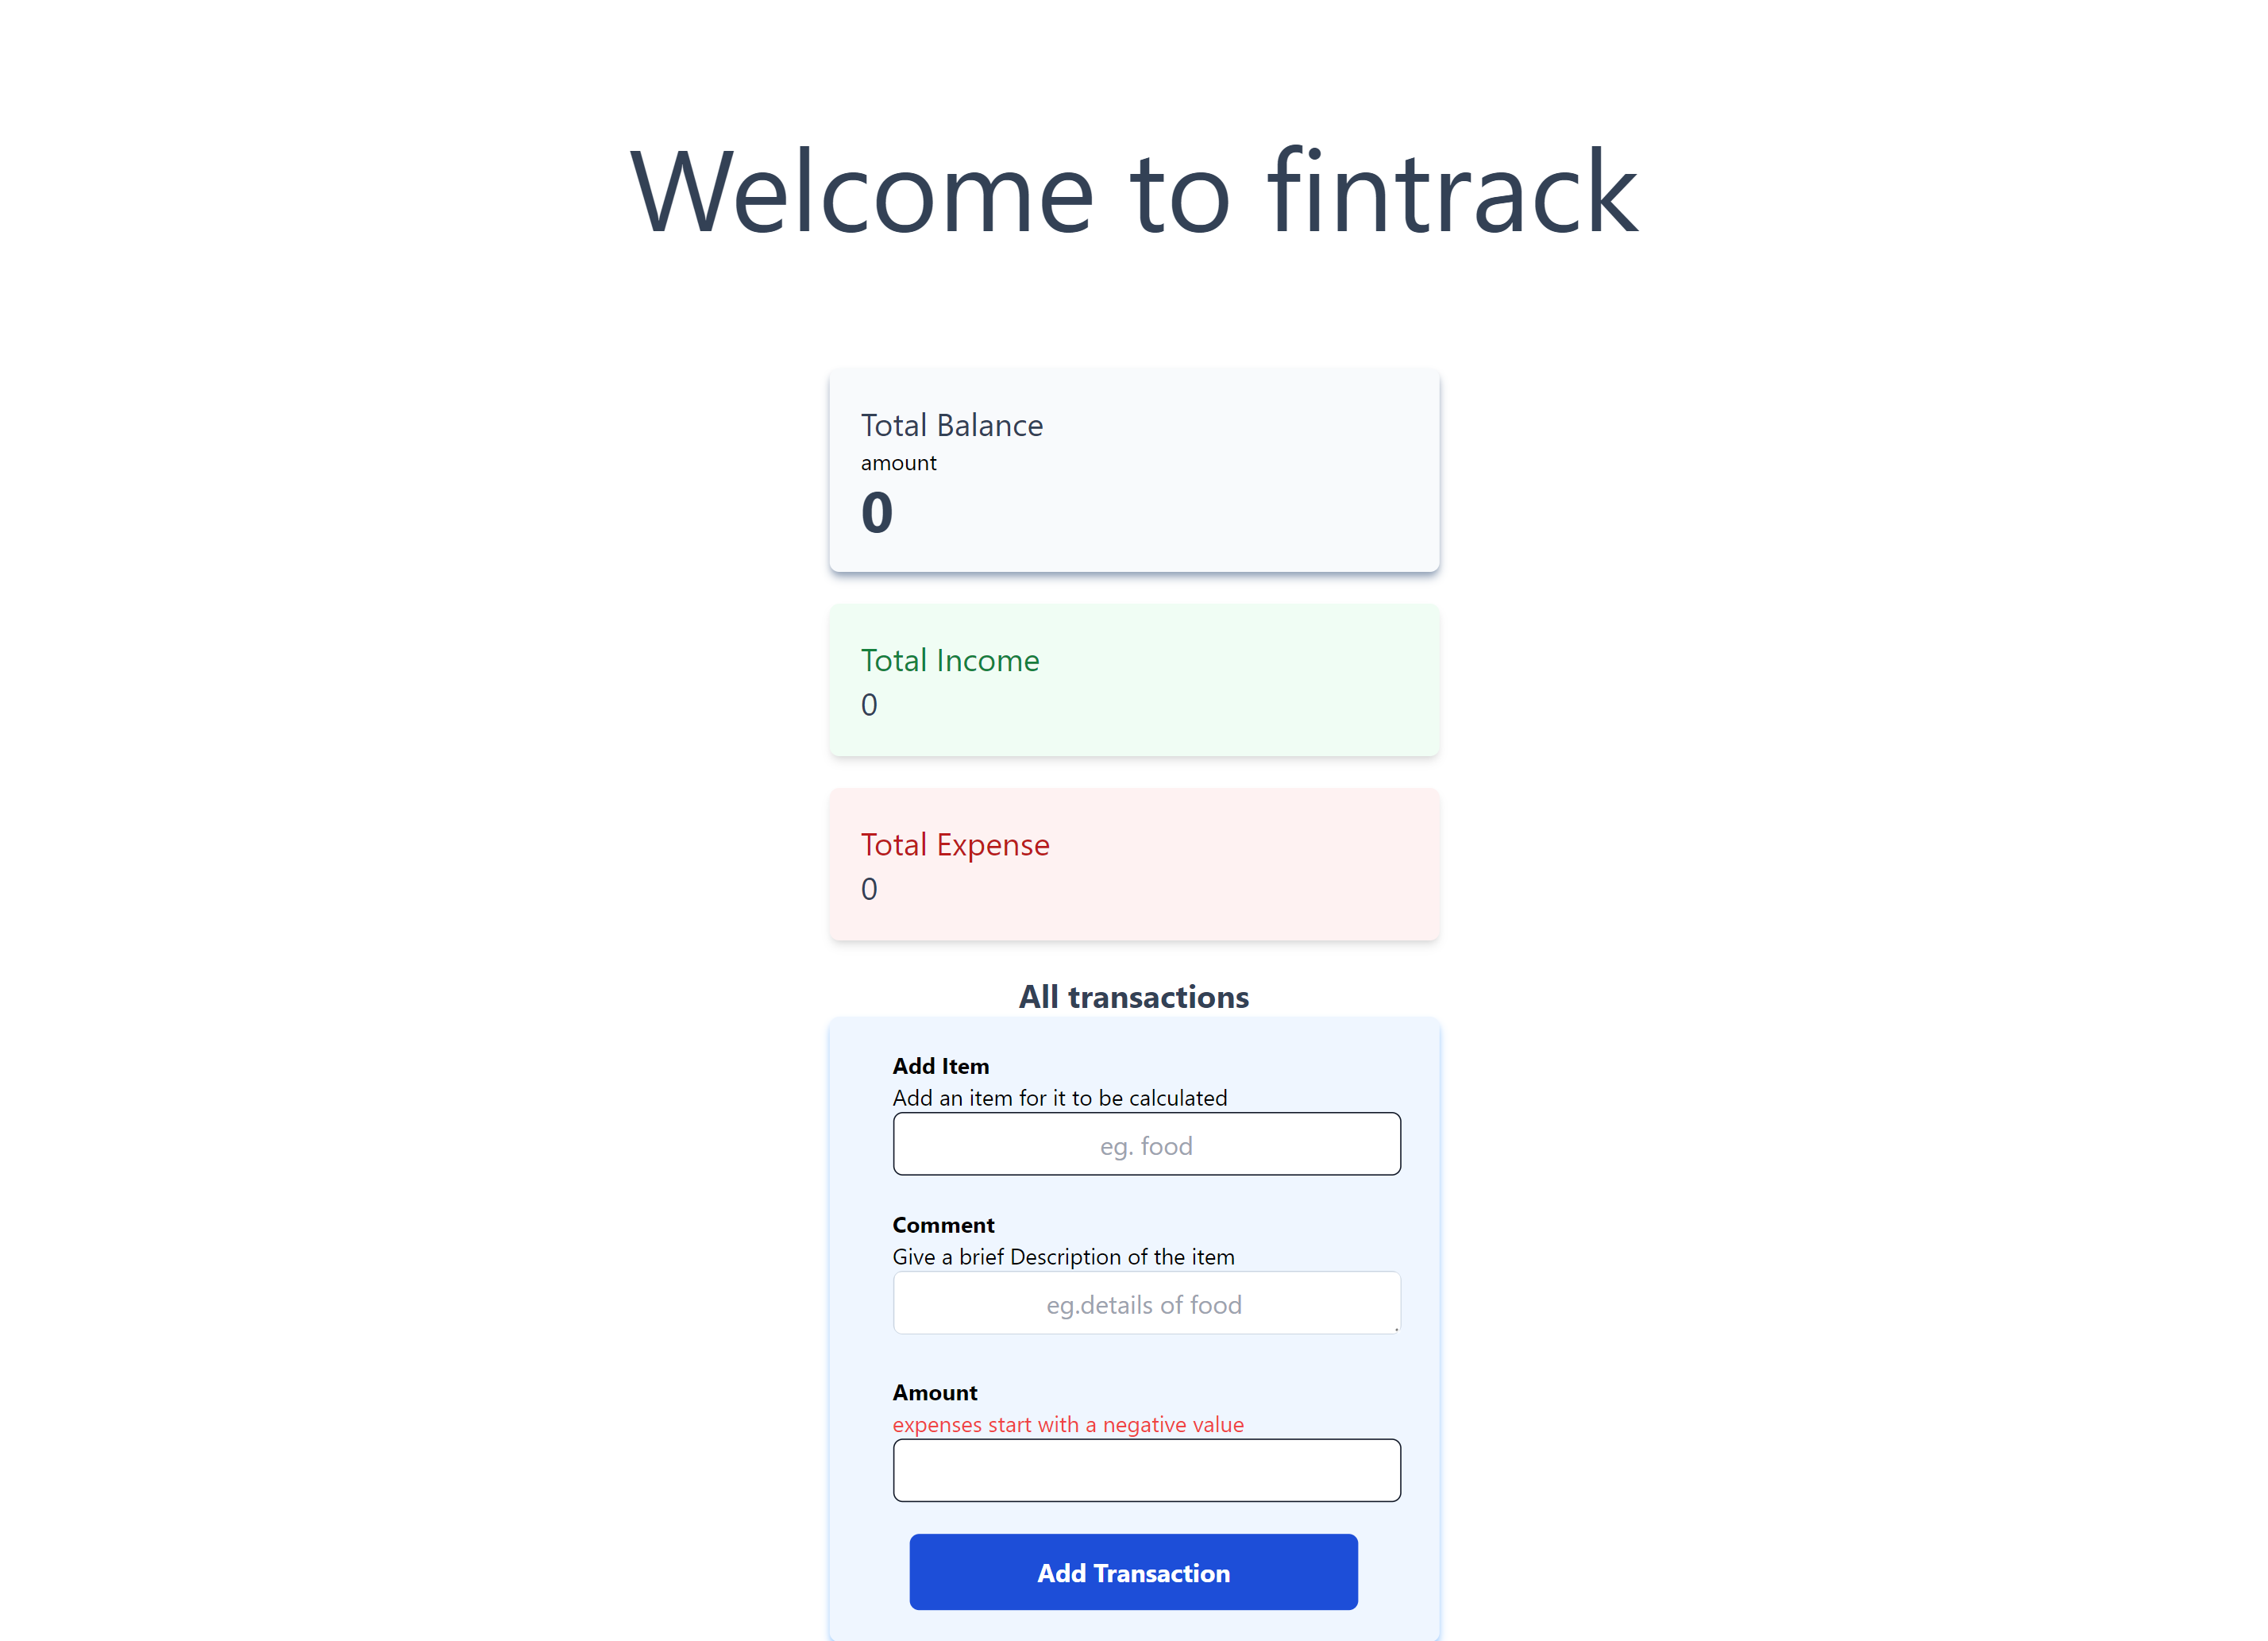 Welcome to fintrack
Total Balance
amount
0
Total Income
0
Total Expense
0
All transactions
Add Item
Add an item for it to be calculated
eg. food
Comment
Give a brief Description of the item
eg.details of food
Amount
expenses start with a negative value
Add Transaction